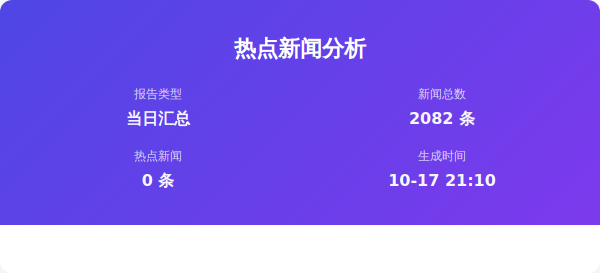 热点新闻分析
报告类型
新闻总数
当日汇总
2082 条
热点新闻
生成时间
0 条
10-17 21:10